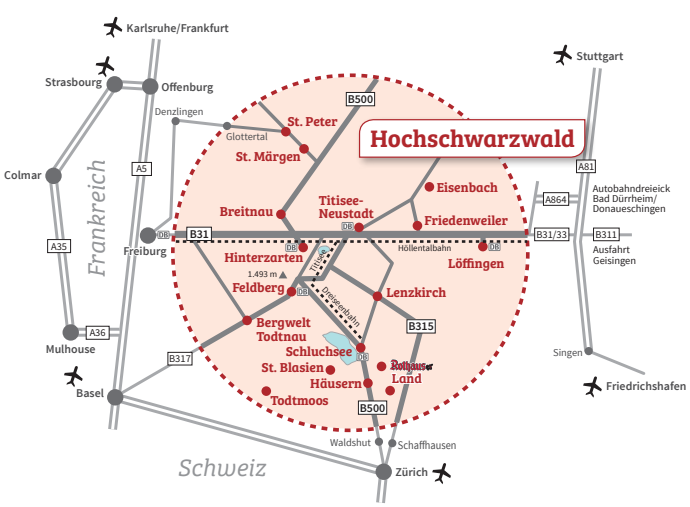 Karlsruhe/Frankfurt
Stuttgart
Strasbourg
Offenburg
B500
Denzlingen
Glottertal
St. Peter
Hochschwarzwald
St. Märgen
A5
A81
Colmar
Frankreich
Eisenbach
Autobahndreieick
Bad Dürrheim/
Donaueschingen
A864
Titisee-
Neustadt
Breitnau
Friedenweiler
DB
B31
DB
B31/33
B311
A35
Freiburg
DB
Höllentalbahn
DB
Ausfahrt
Geisingen
Hinterzarten
Titisee
Löffingen
1.493 m
Feldberg
DB
Lenzkirch
Dreiseenbahn
A36
Bergwelt
Todtnau
B315
Mulhouse
Schluchsee
DB
B317
Singen
St. Blasien
Land
Häusern
Friedrichshafen
Basel
Todtmoos
B500
Waldshut
Schaffhausen
Schweiz
Zürich